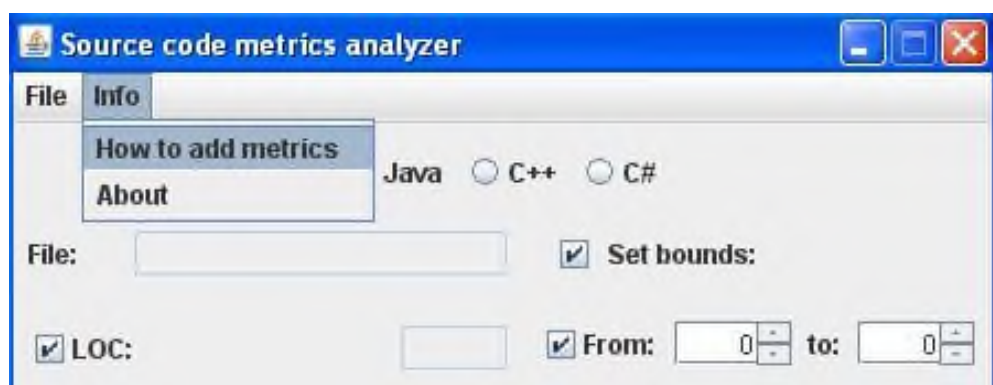 Source code metrics analyzer
File Info
How to add metrics
Java C++ C#
About
File: Set bounds:
LOC: From: 0 to: 0